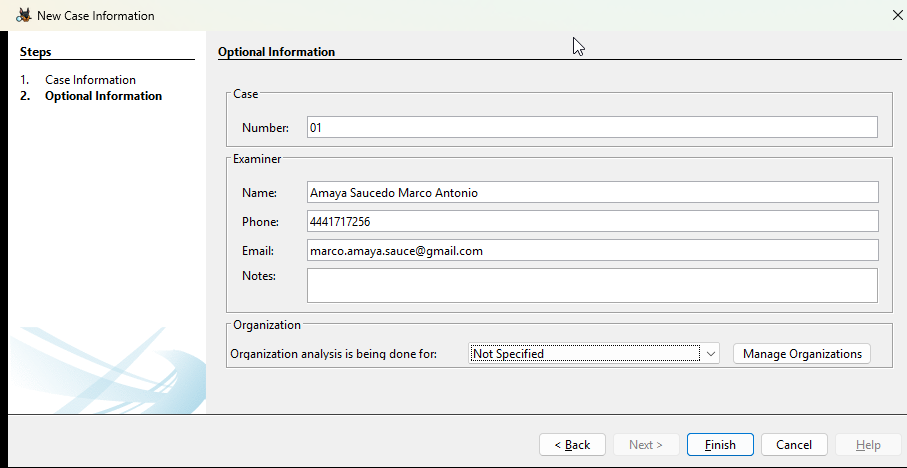 New Case Information
Steps
1. Case Information
2. Optional Information
Optional Information
Case
Number: 01
Examiner
Name: Amaya Saucedo Marco Antonio
Phone: 4441717256
Email: marco.amaya.sauce@gmail.com
Notes:
Organization
Organization analysis is being done for: Not Specified Manage Organizations
< Back Next > Finish Cancel Help